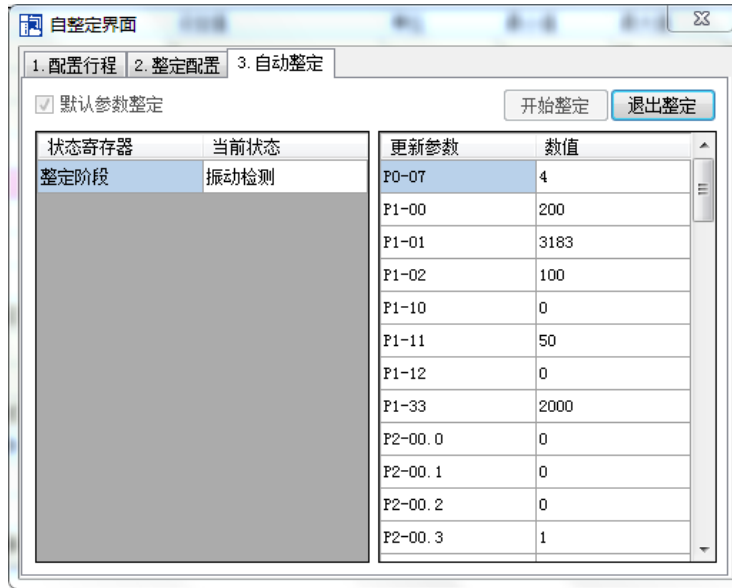 自整定界面
1.配置行程 2.整定配置 3.自动整定
默认参数整定 开始整定 退出整定
状态寄存器 当前状态 更新参数 数值
整定阶段 振动检测 P0-07 4
P1-00 200
P1-01 3183
P1-02 100
P1-10 0
P1-11 50
P1-12 0
P1-33 2000
P2-00.0 0
P2-00.1 0
P2-00.2 0
P2-00.3 1